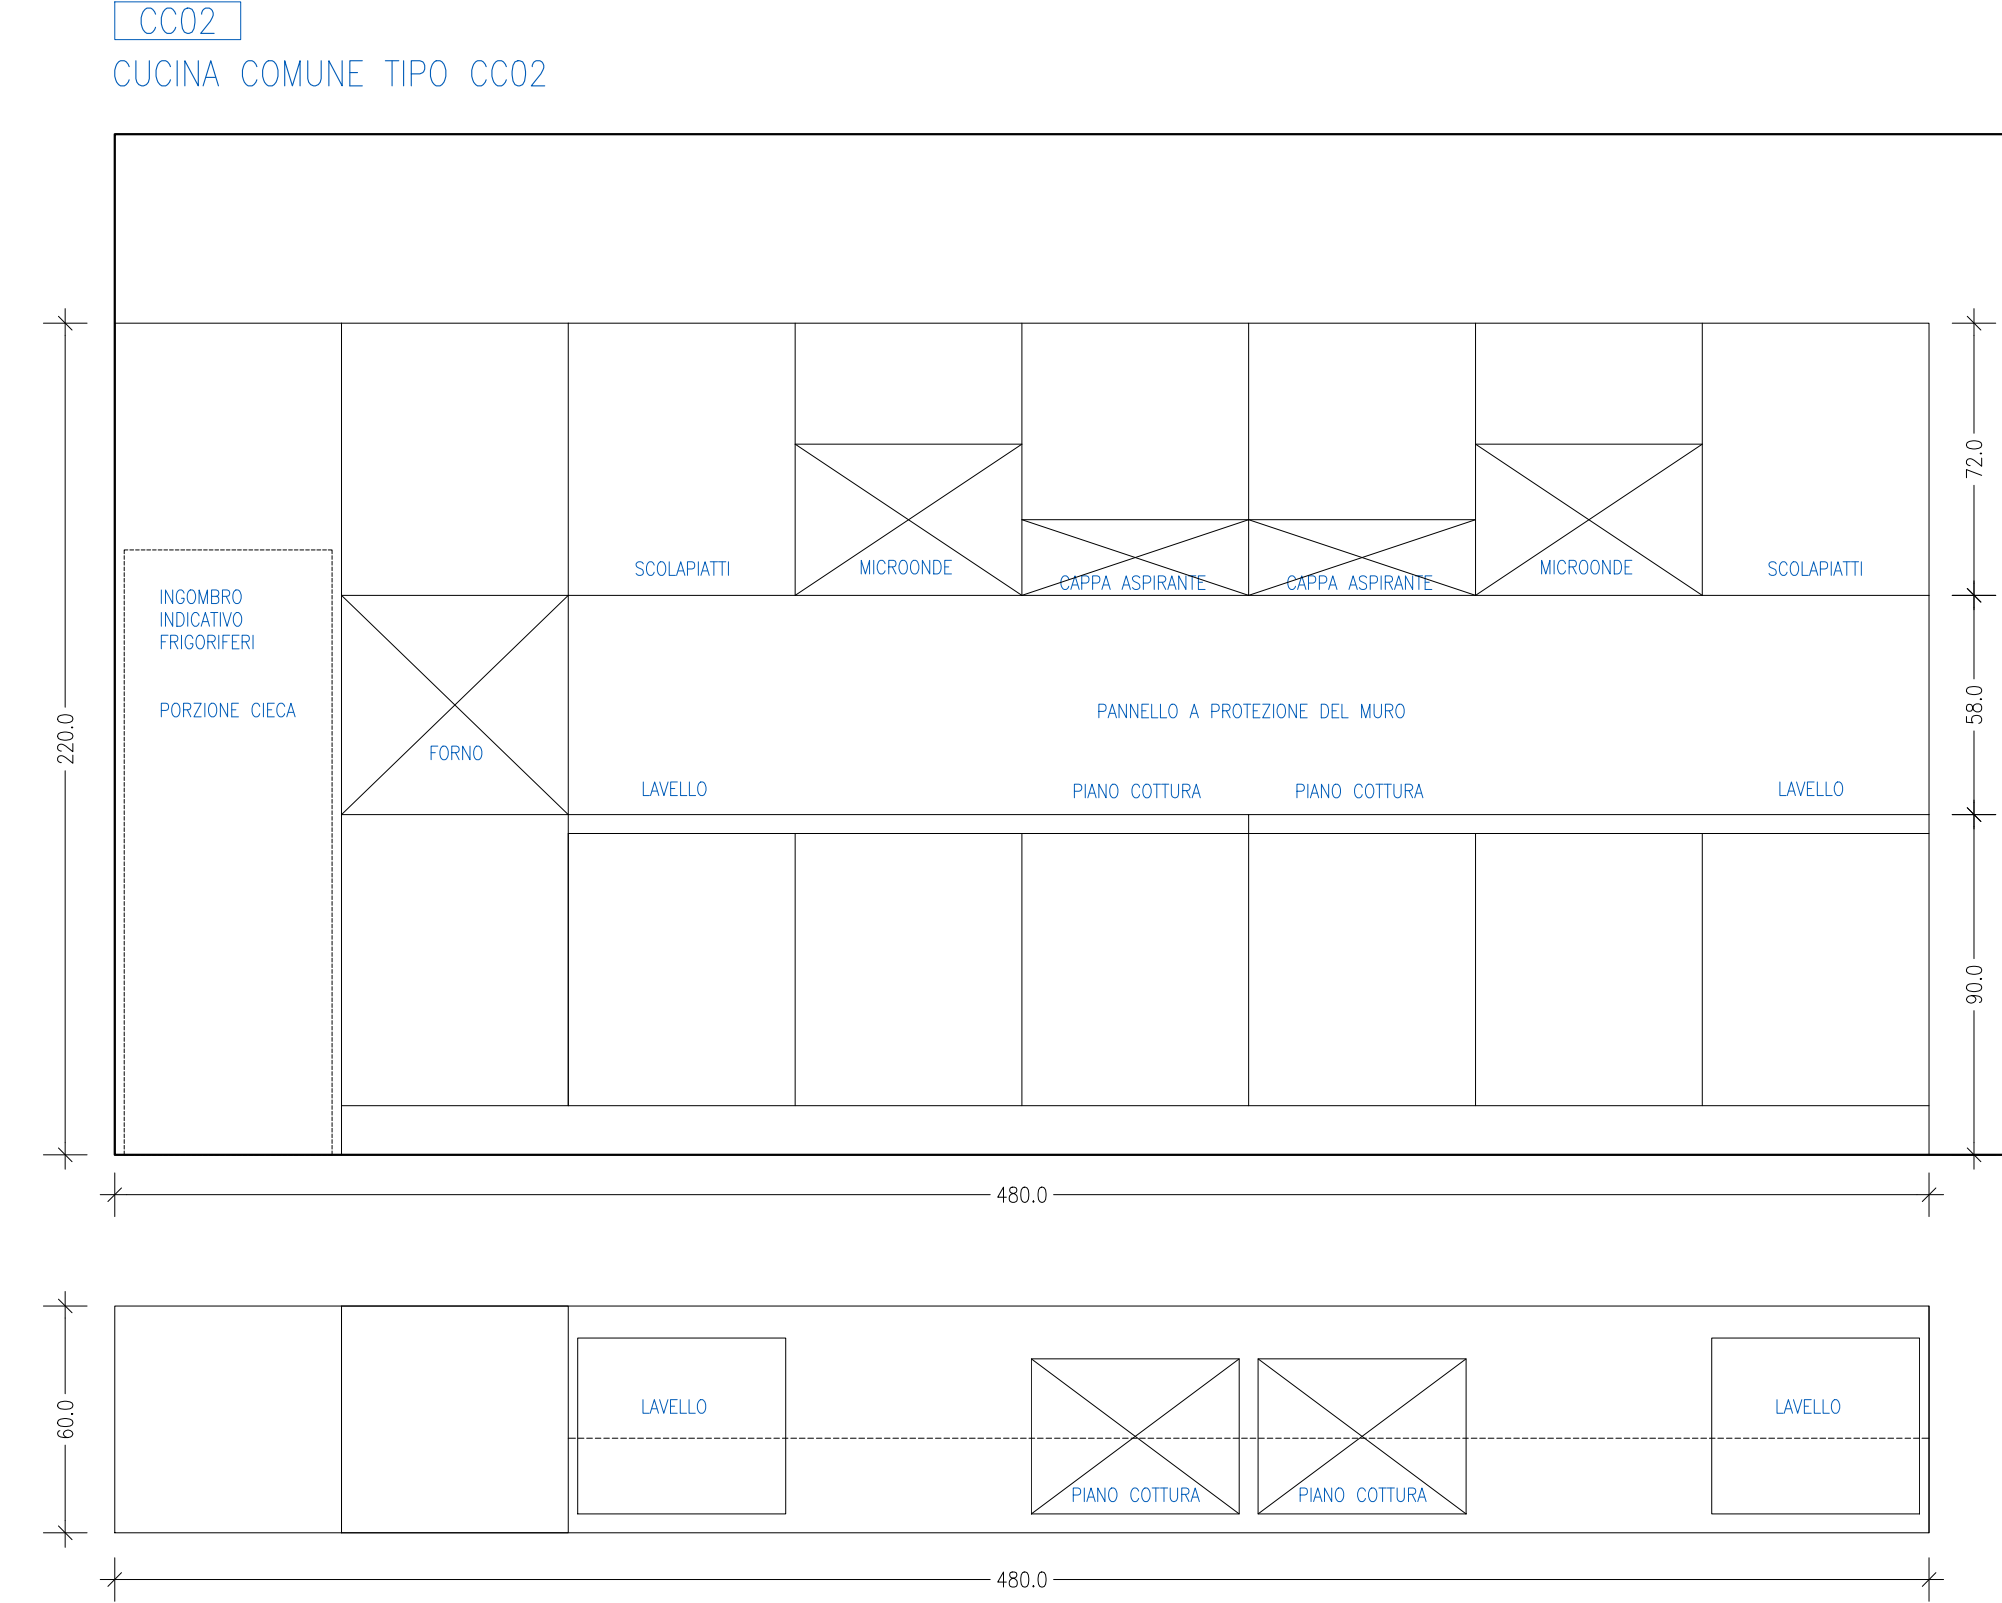 CC02
CUCINA COMUNE TIPO CC02
72.0
SCOLAPIATTI
MICROONDE
CAPPA ASPIRANTE
CAPPA ASPIRANTE
MICROONDE
SCOLAPIATTI
INGOMBRO
INDICATIVO
FRIGORIFERI
PORZIONE CIECA
PANNELLO A PROTEZIONE DEL MURO
58.0
220.0
FORNO
LAVELLO
PIANO COTTURA
PIANO COTTURA
LAVELLO
90.0
480.0
60.0
LAVELLO
LAVELLO
PIANO COTTURA
PIANO COTTURA
480.0